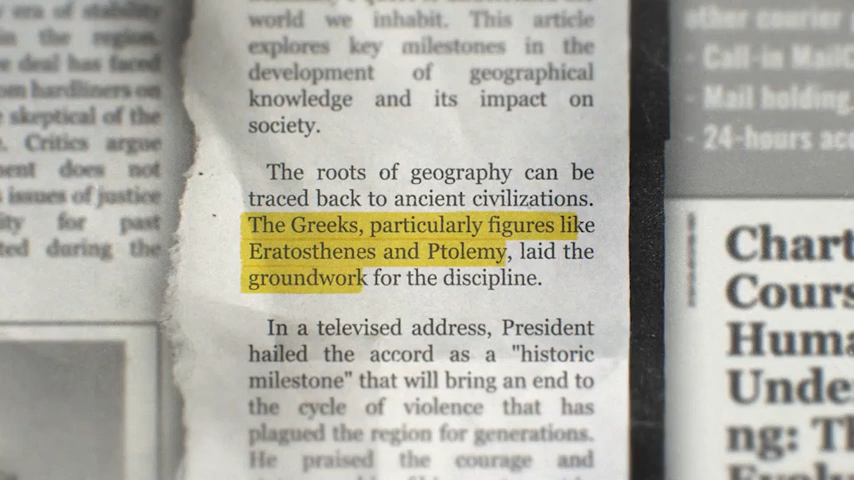 era of stability
in the region.
deal has faced
hardliners on
skeptical of the
Critics argue
does not
issues of justice
for past
during the
world we inhabit. This article
explores key milestones in the
development of geographical
knowledge and its impact on
society.
The roots of geography can be
traced back to ancient civilizations.
The Greeks, particularly figures like
Eratosthenes and Ptolemy, laid the
groundwork for the discipline.
In a televised address, President
hailed the accord as a "historic
milestone" that will bring an end to
the cycle of violence that has
plagued the region for generations.
He praised the courage and
other courier
- Call-in MailC
- Mail holding.
- 24-hours acc
Chart
Cours
Huma
Unde
ng: Th
Evolu